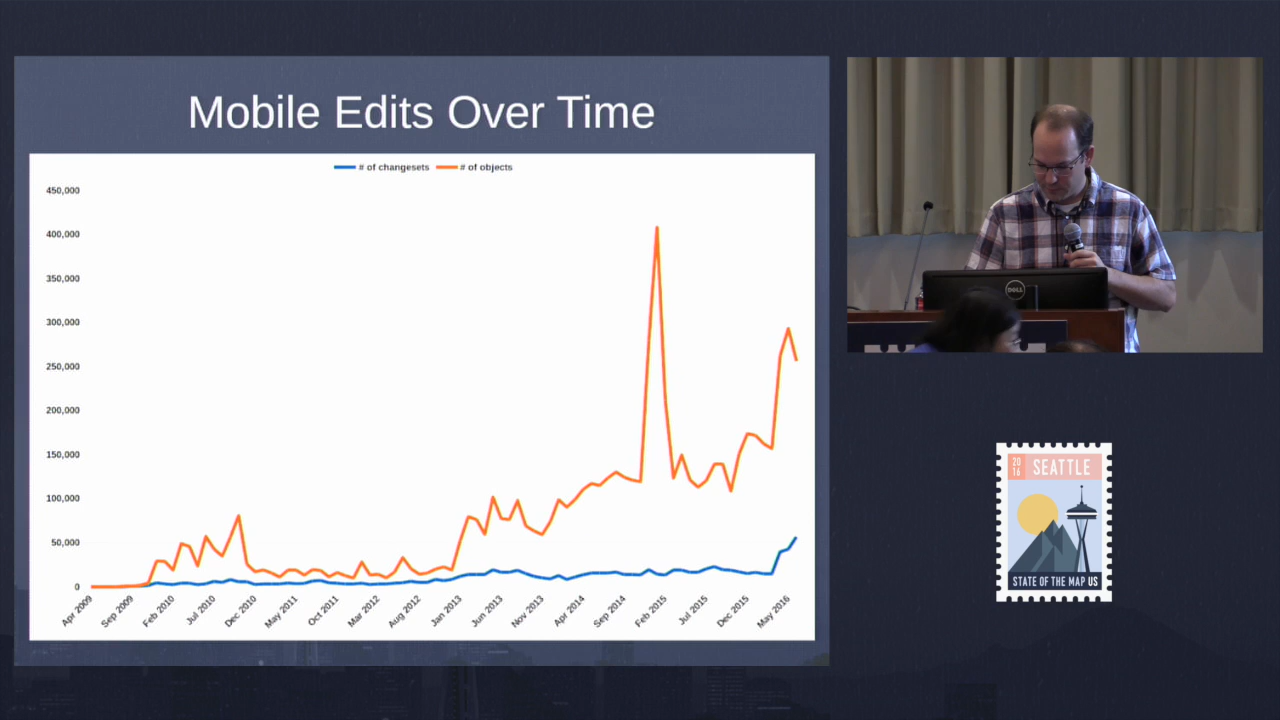 Mobile Edits Over Time
# of changesets # of objects
450,000
400,000
350,000
300,000
250,000
200,000
150,000
100,000
50,000
0
Apr 2009
Sep 2009
Feb 2010
Jul 2010
Dec 2010
May 2011
Oct 2011
Mar 2012
Aug 2012
Jan 2013
Jun 2013
Nov 2013
Apr 2014
Sep 2014
Feb 2015
Jul 2015
Dec 2015
May 2016
DELL
20
16
SEATTLE
STATE OF THE MAP US